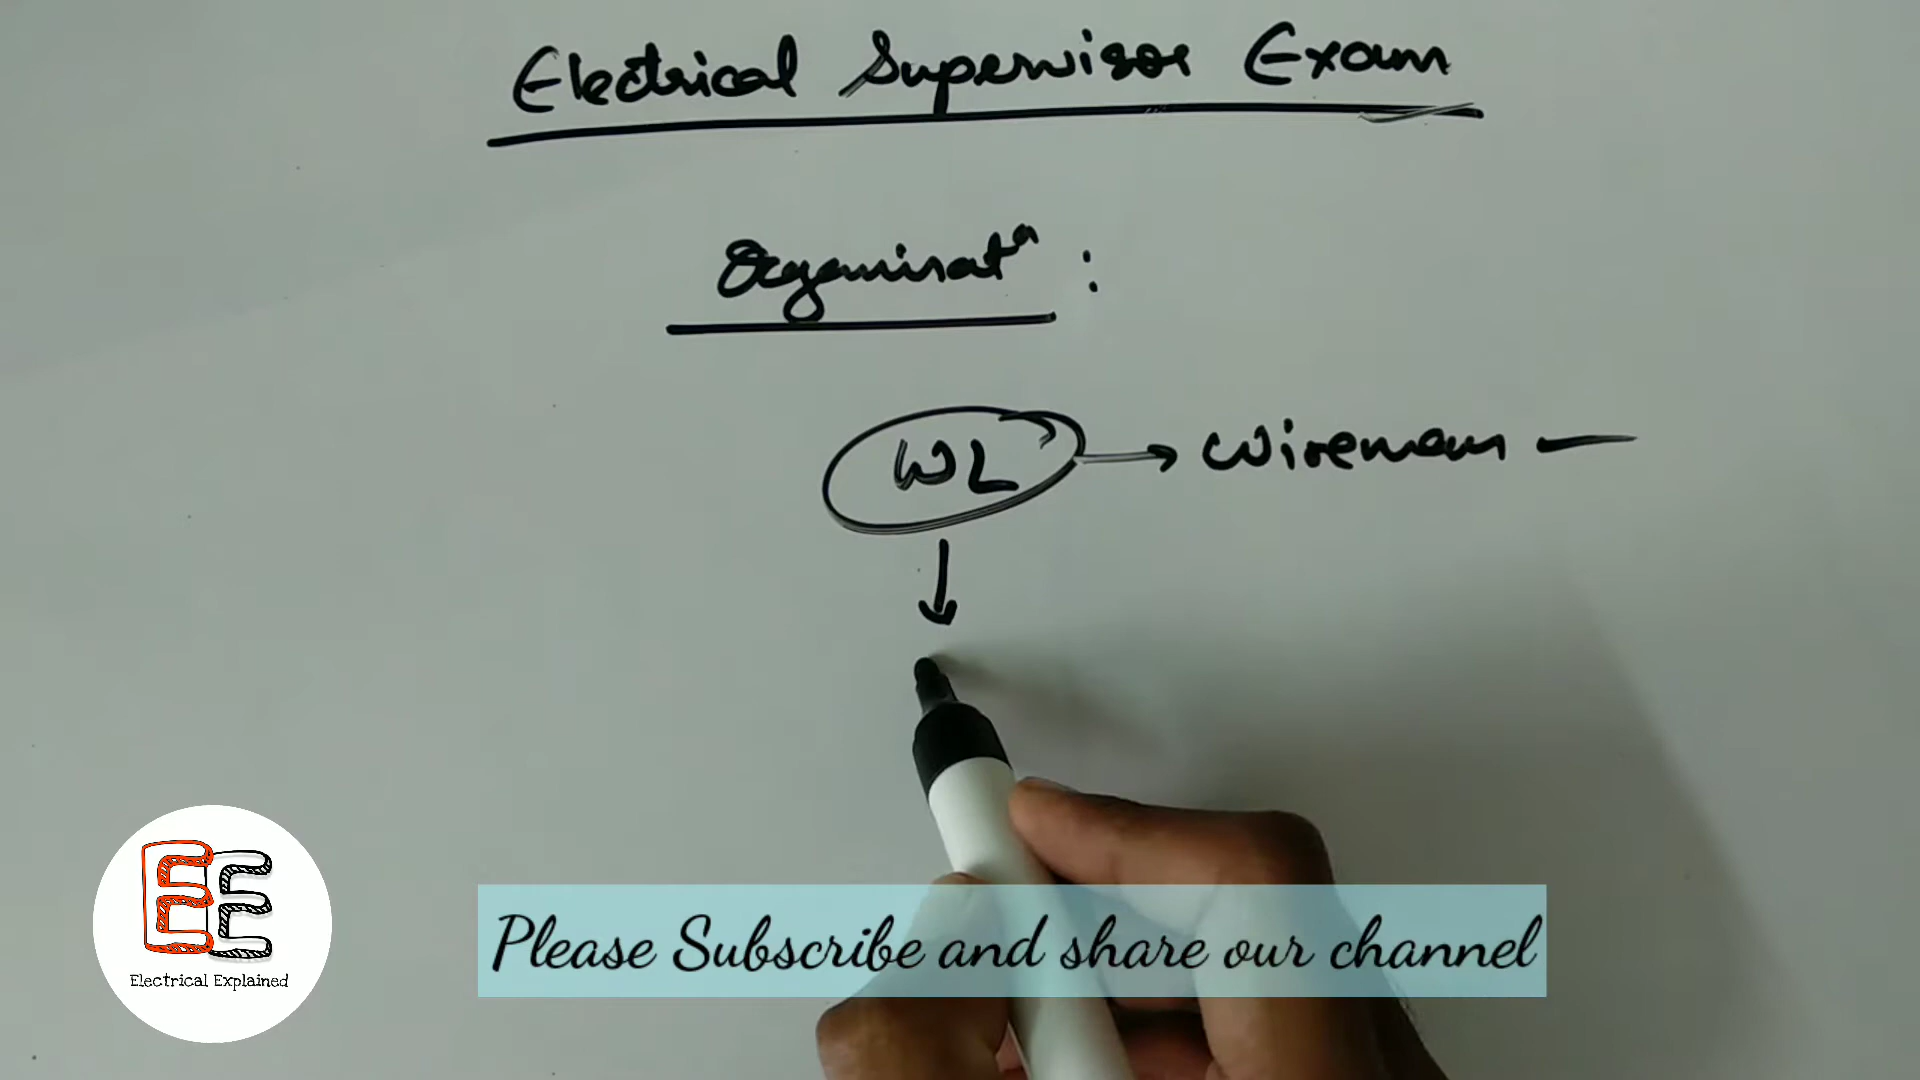 Electrical Supervisor Exam
Organisatn :
WL → Wireman —
↓
EE
Electrical Explained
Please Subscribe and share our channel